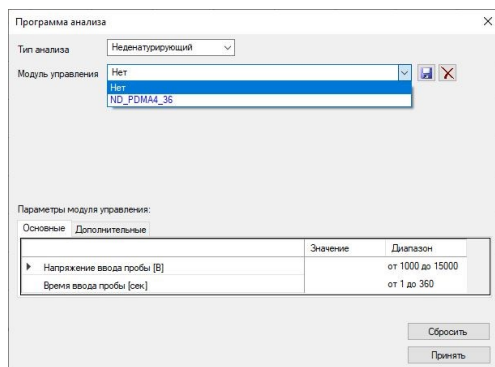 Программа анализа
Тип анализа Неденатурирующий
Модуль управления Нет
Нет
ND_PDMA4_36
Параметры модуля управления:
Основные Дополнительные
Значение Диапазон
Напряжение ввода пробы [В] от 1000 до 15000
Время ввода пробы [сек] от 1 до 360
Сбросить
Принять